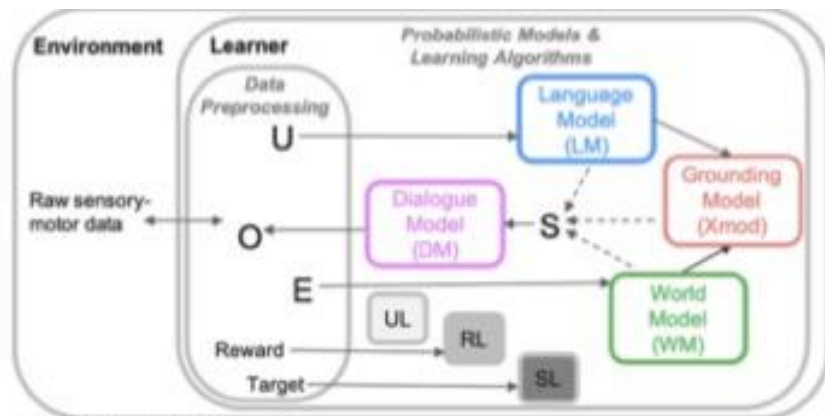 Environment
Learner
Probabilistic Models &
Learning Algorithms
Data
Preprocessing
U
Language
Model
(LM)
Grounding
Model
(Xmod)
Raw sensory-
motor data
O
Dialogue
Model
(DM)
S
E
World
Model
(WM)
UL
Reward
RL
Target
SL